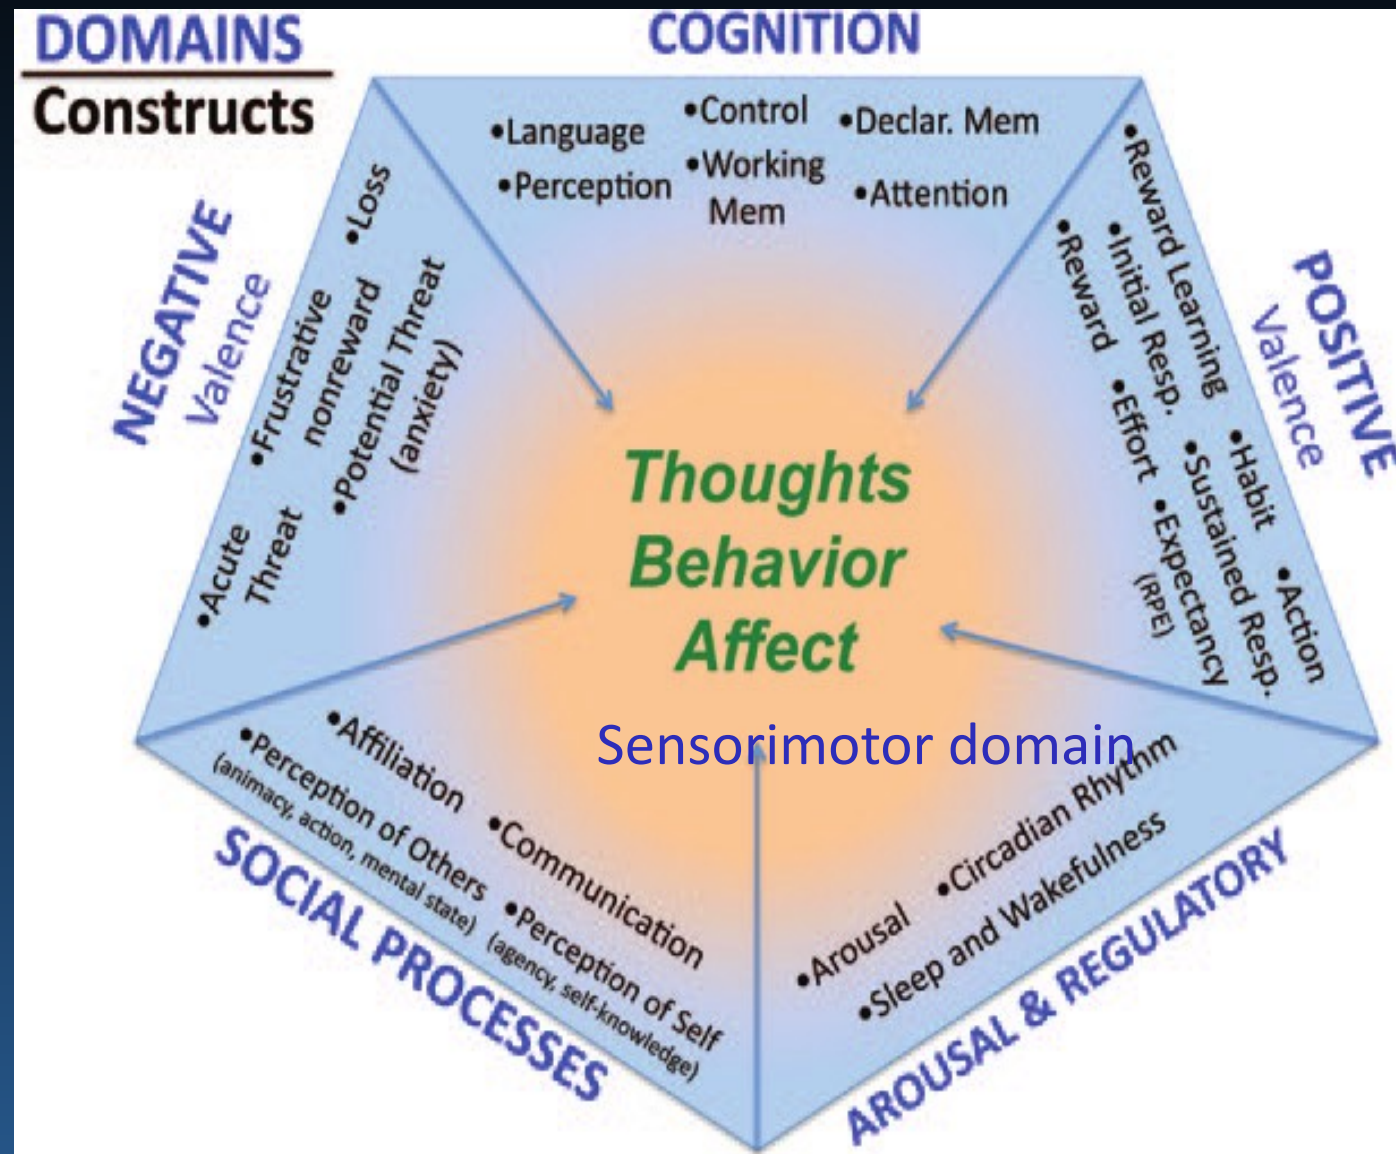 DOMAINS
Constructs
COGNITION
•Language
•Perception
•Control
•Working
Mem
•Declar. Mem
•Attention
NEGATIVE
Valence
•Loss
•Frustrative
nonreward
•Potential Threat
(anxiety)
•Acute
Threat
POSITIVE
Valence
•Reward Learning
•Initial Resp.
•Reward
•Habit
•Sustained Resp.
•Effort
•Action
•Expectancy
(RPE)
Thoughts
Behavior
Affect
Sensorimotor domain
SOCIAL PROCESSES
•Affiliation
•Perception of Others
(animacy, action, mental state)
•Communication
•Perception of Self
(agency, self-knowledge)
AROUSAL & REGULATORY
•Circadian Rhythm
•Arousal
•Sleep and Wakefulness